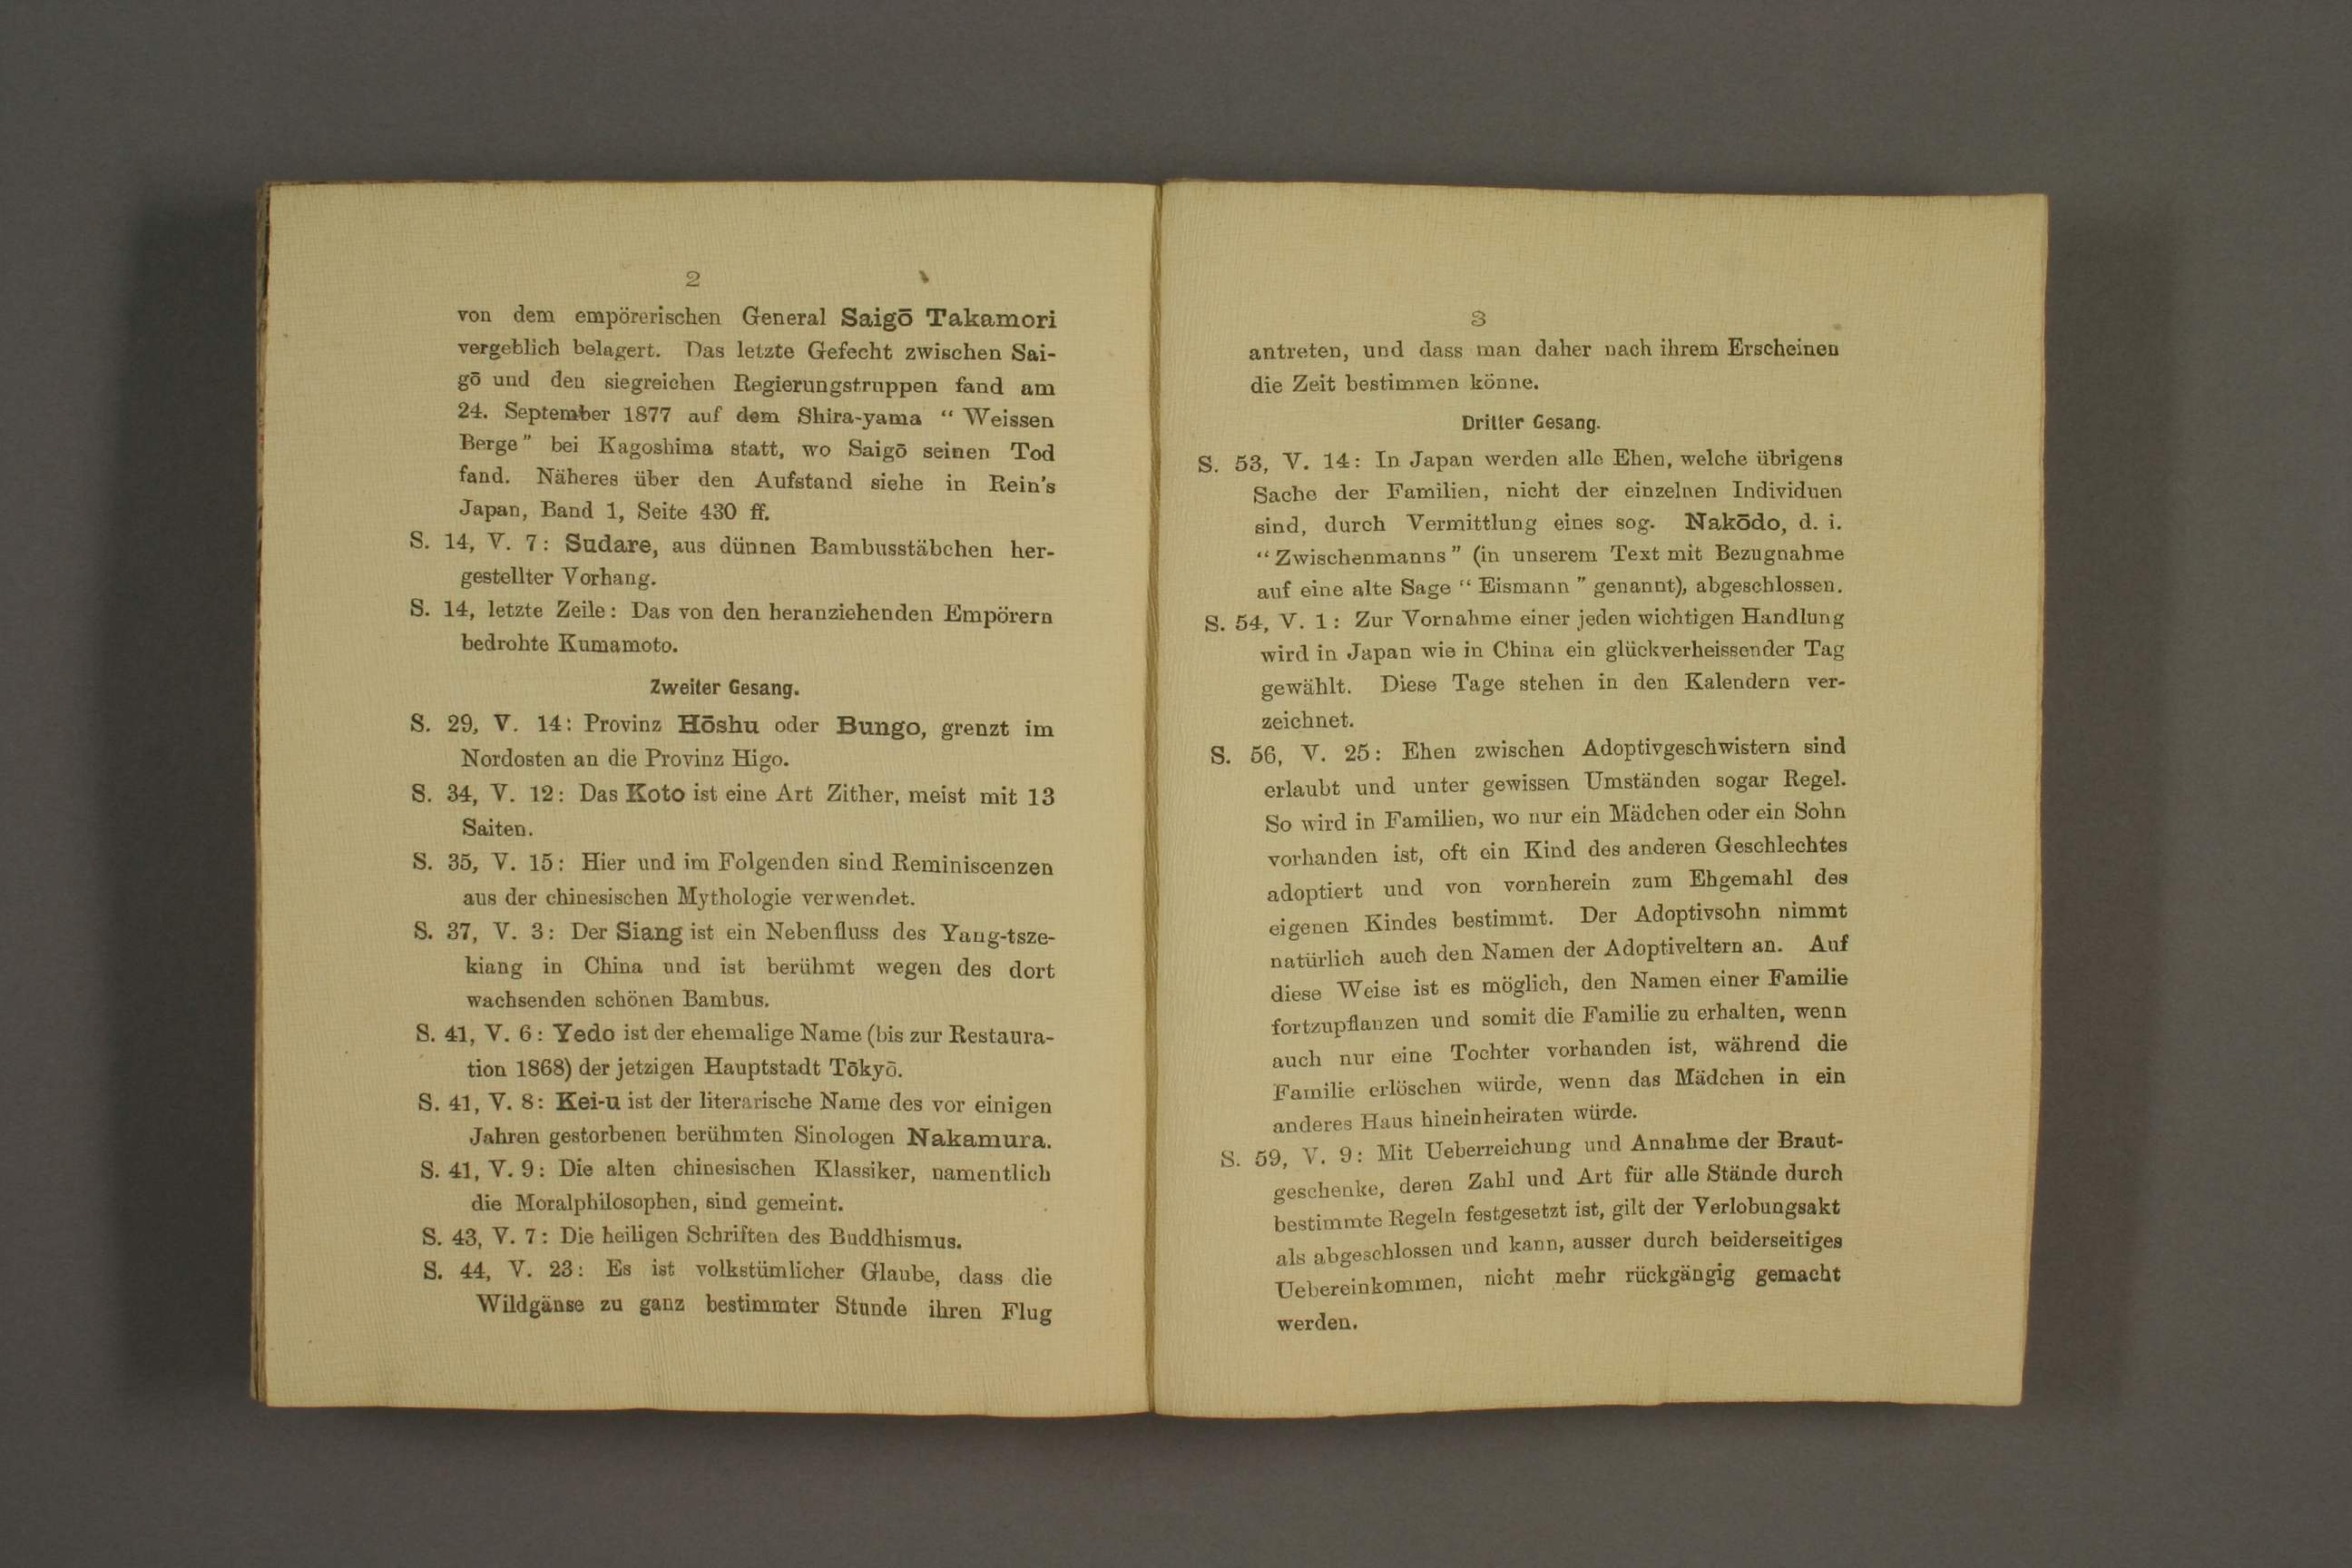 2
von dem empörerischen General Saigō Takamori
vergeblich belagert. Das letzte Gefecht zwischen Sai-
gō und den siegreichen Regierungstruppen fand am
24. September 1877 auf dem Shira-yama “ Weissen
Berge” bei Kagoshima statt, wo Saigō seinen Tod
fand. Näheres über den Aufstand siehe in Rein's
Japan, Band 1, Seite 430 ff.
S. 14, V. 7: Sudare, aus dünnen Bambusstäbchen her-
gestellter Vorhang.
S. 14, letzte Zeile: Das von den heranziehenden Empörern
bedrohte Kumamoto.
Zweiter Gesang.
S. 29, V. 14: Provinz Hōshu oder Bungo, grenzt im
Nordosten an die Provinz Higo.
S. 34, V. 12: Das Koto ist eine Art Zither, meist mit 13
Saiten.
S. 35, V. 15: Hier und im Folgenden sind Reminiscenzen
aus der chinesischen Mythologie verwendet.
S. 37, V. 3: Der Siang ist ein Nebenfluss des Yang-tsze-
kiang in China und ist berühmt wegen des dort
wachsenden schönen Bambus.
S. 41, V. 6: Yedo ist der ehemalige Name (bis zur Restaura-
tion 1868) der jetzigen Hauptstadt Tōkyō.
S. 41, V. 8: Kei-u ist der literarische Name des vor einigen
Jahren gestorbenen berühmten Sinologen Nakamura.
S. 41, V. 9: Die alten chinesischen Klassiker, namentlich
die Moralphilosophen, sind gemeint.
S. 43, V. 7: Die heiligen Schriften des Buddhismus.
S. 44, V. 23: Es ist volkstümlicher Glaube, dass die
Wildgänse zu ganz bestimmter Stunde ihren Flug
3
antreten, und dass man daher nach ihrem Erscheinen
die Zeit bestimmen könne.
Dritter Gesang.
S. 53, V. 14: In Japan werden alle Ehen, welche übrigens
Sache der Familien, nicht der einzelnen Individuen
sind, durch Vermittlung eines sog. Nakōdo, d. i.
“Zwischenmanns” (in unserem Text mit Bezugnahme
auf eine alte Sage “ Eismann ” genannt), abgeschlossen.
S. 54, V. 1: Zur Vornahme einer jeden wichtigen Handlung
wird in Japan wie in China ein glückverheissender Tag
gewählt. Diese Tage stehen in den Kalendern ver-
zeichnet.
S. 56, V. 25: Ehen zwischen Adoptivgeschwistern sind
erlaubt und unter gewissen Umständen sogar Regel.
So wird in Familien, wo nur ein Mädchen oder ein Sohn
vorhanden ist, oft ein Kind des anderen Geschlechtes
adoptiert und von vornherein zum Ehgemahl des
eigenen Kindes bestimmt. Der Adoptivsohn nimmt
natürlich auch den Namen der Adoptiveltern an. Auf
diese Weise ist es möglich, den Namen einer Familie
fortzupflanzen und somit die Familie zu erhalten, wenn
auch nur eine Tochter vorhanden ist, während die
Familie erlöschen würde, wenn das Mädchen in ein
anderes Haus hineinheiraten würde.
S. 59, V. 9: Mit Ueberreichung und Annahme der Braut-
geschenke, deren Zahl und Art für alle Stände durch
bestimmte Regeln festgesetzt ist, gilt der Verlobungsakt
als abgeschlossen und kann, ausser durch beiderseitiges
Uebereinkommen, nicht mehr rückgängig gemacht
werden.